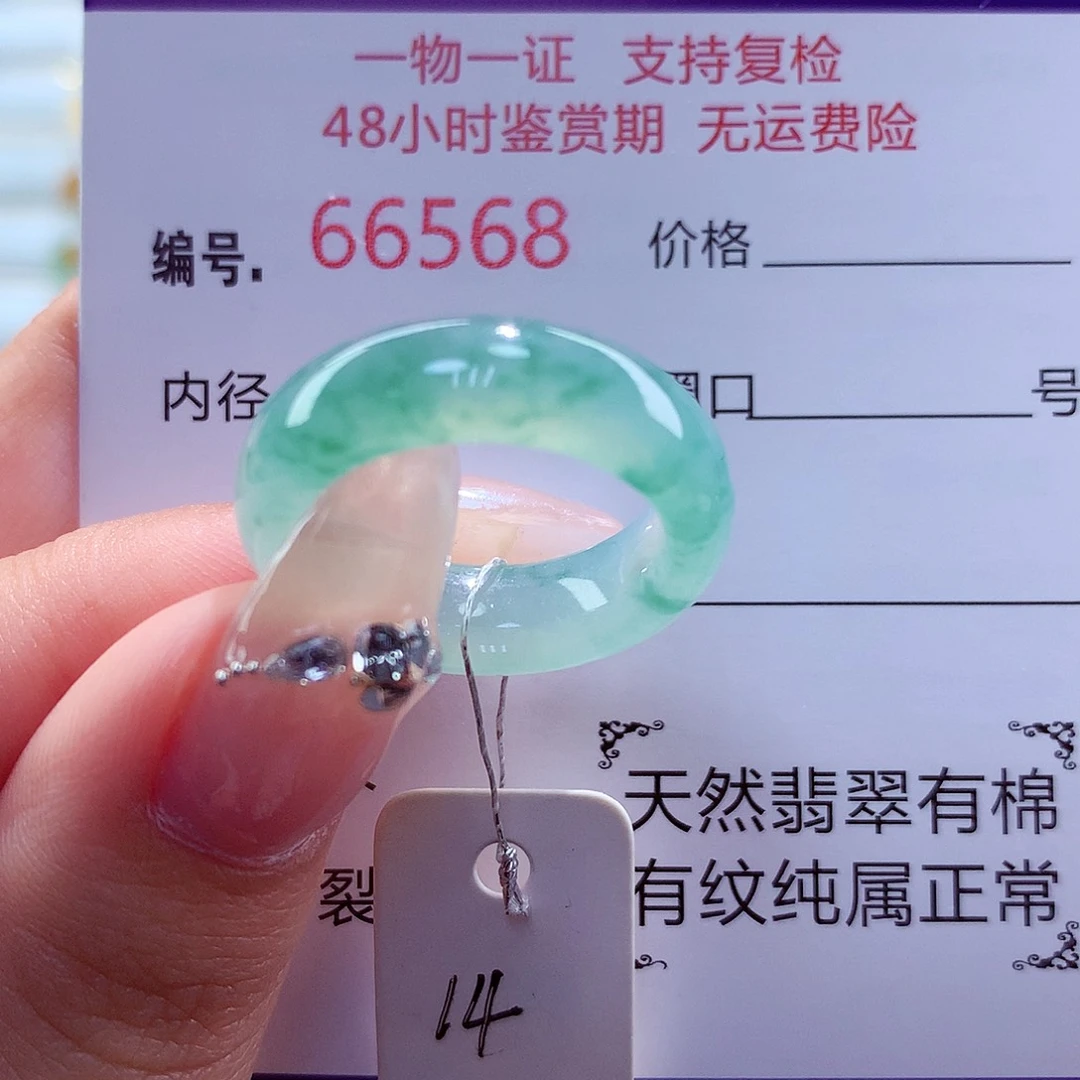 一物一证 支持复检
48小时鉴赏期 无运费险
编号. 66568 价格
内径 圈口 号
天然翡翠有棉
裂 有纹纯属正常
14